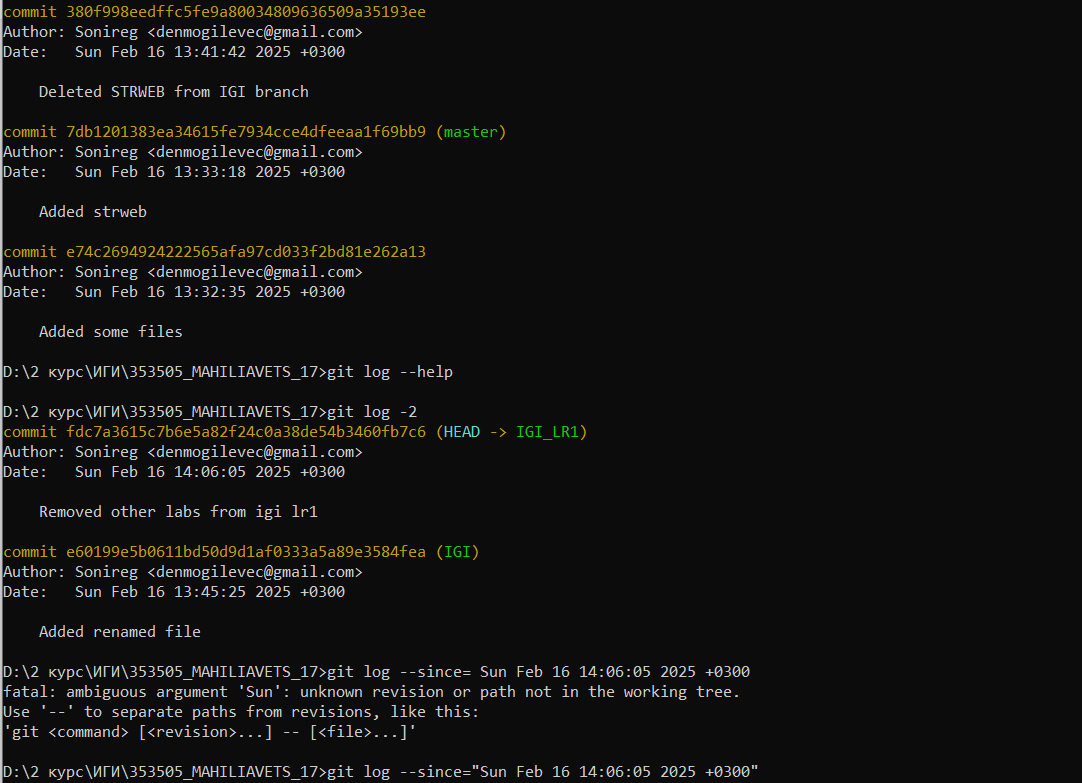 commit 380f998eedffc5fe9a80034809636509a35193ee
Author: Sonireg <denmogilevec@gmail.com>
Date:   Sun Feb 16 13:41:42 2025 +0300
Deleted STRWEB from IGI branch
commit 7db1201383ea34615fe7934cce4dfeeaa1f69bb9 (master)
Author: Sonireg <denmogilevec@gmail.com>
Date:   Sun Feb 16 13:33:18 2025 +0300
Added strweb
commit e74c2694924222565afa97cd033f2bd81e262a13
Author: Sonireg <denmogilevec@gmail.com>
Date:   Sun Feb 16 13:32:35 2025 +0300
Added some files
D:\2 курс\ИГИ\353505_MAHILIAVETS_17>git log --help
D:\2 курс\ИГИ\353505_MAHILIAVETS_17>git log -2
commit fdc7a3615c7b6e5a82f24c0a38de54b3460fb7c6 (HEAD -> IGI_LR1)
Author: Sonireg <denmogilevec@gmail.com>
Date:   Sun Feb 16 14:06:05 2025 +0300
Removed other labs from igi lr1
commit e60199e5b0611bd50d9d1af0333a5a89e3584fea (IGI)
Author: Sonireg <denmogilevec@gmail.com>
Date:   Sun Feb 16 13:45:25 2025 +0300
Added renamed file
D:\2 курс\ИГИ\353505_MAHILIAVETS_17>git log --since= Sun Feb 16 14:06:05 2025 +0300
fatal: ambiguous argument 'Sun': unknown revision or path not in the working tree.
Use '--' to separate paths from revisions, like this:
'git <command> [<revision>...] -- [<file>...]'
D:\2 курс\ИГИ\353505_MAHILIAVETS_17>git log --since="Sun Feb 16 14:06:05 2025 +0300"